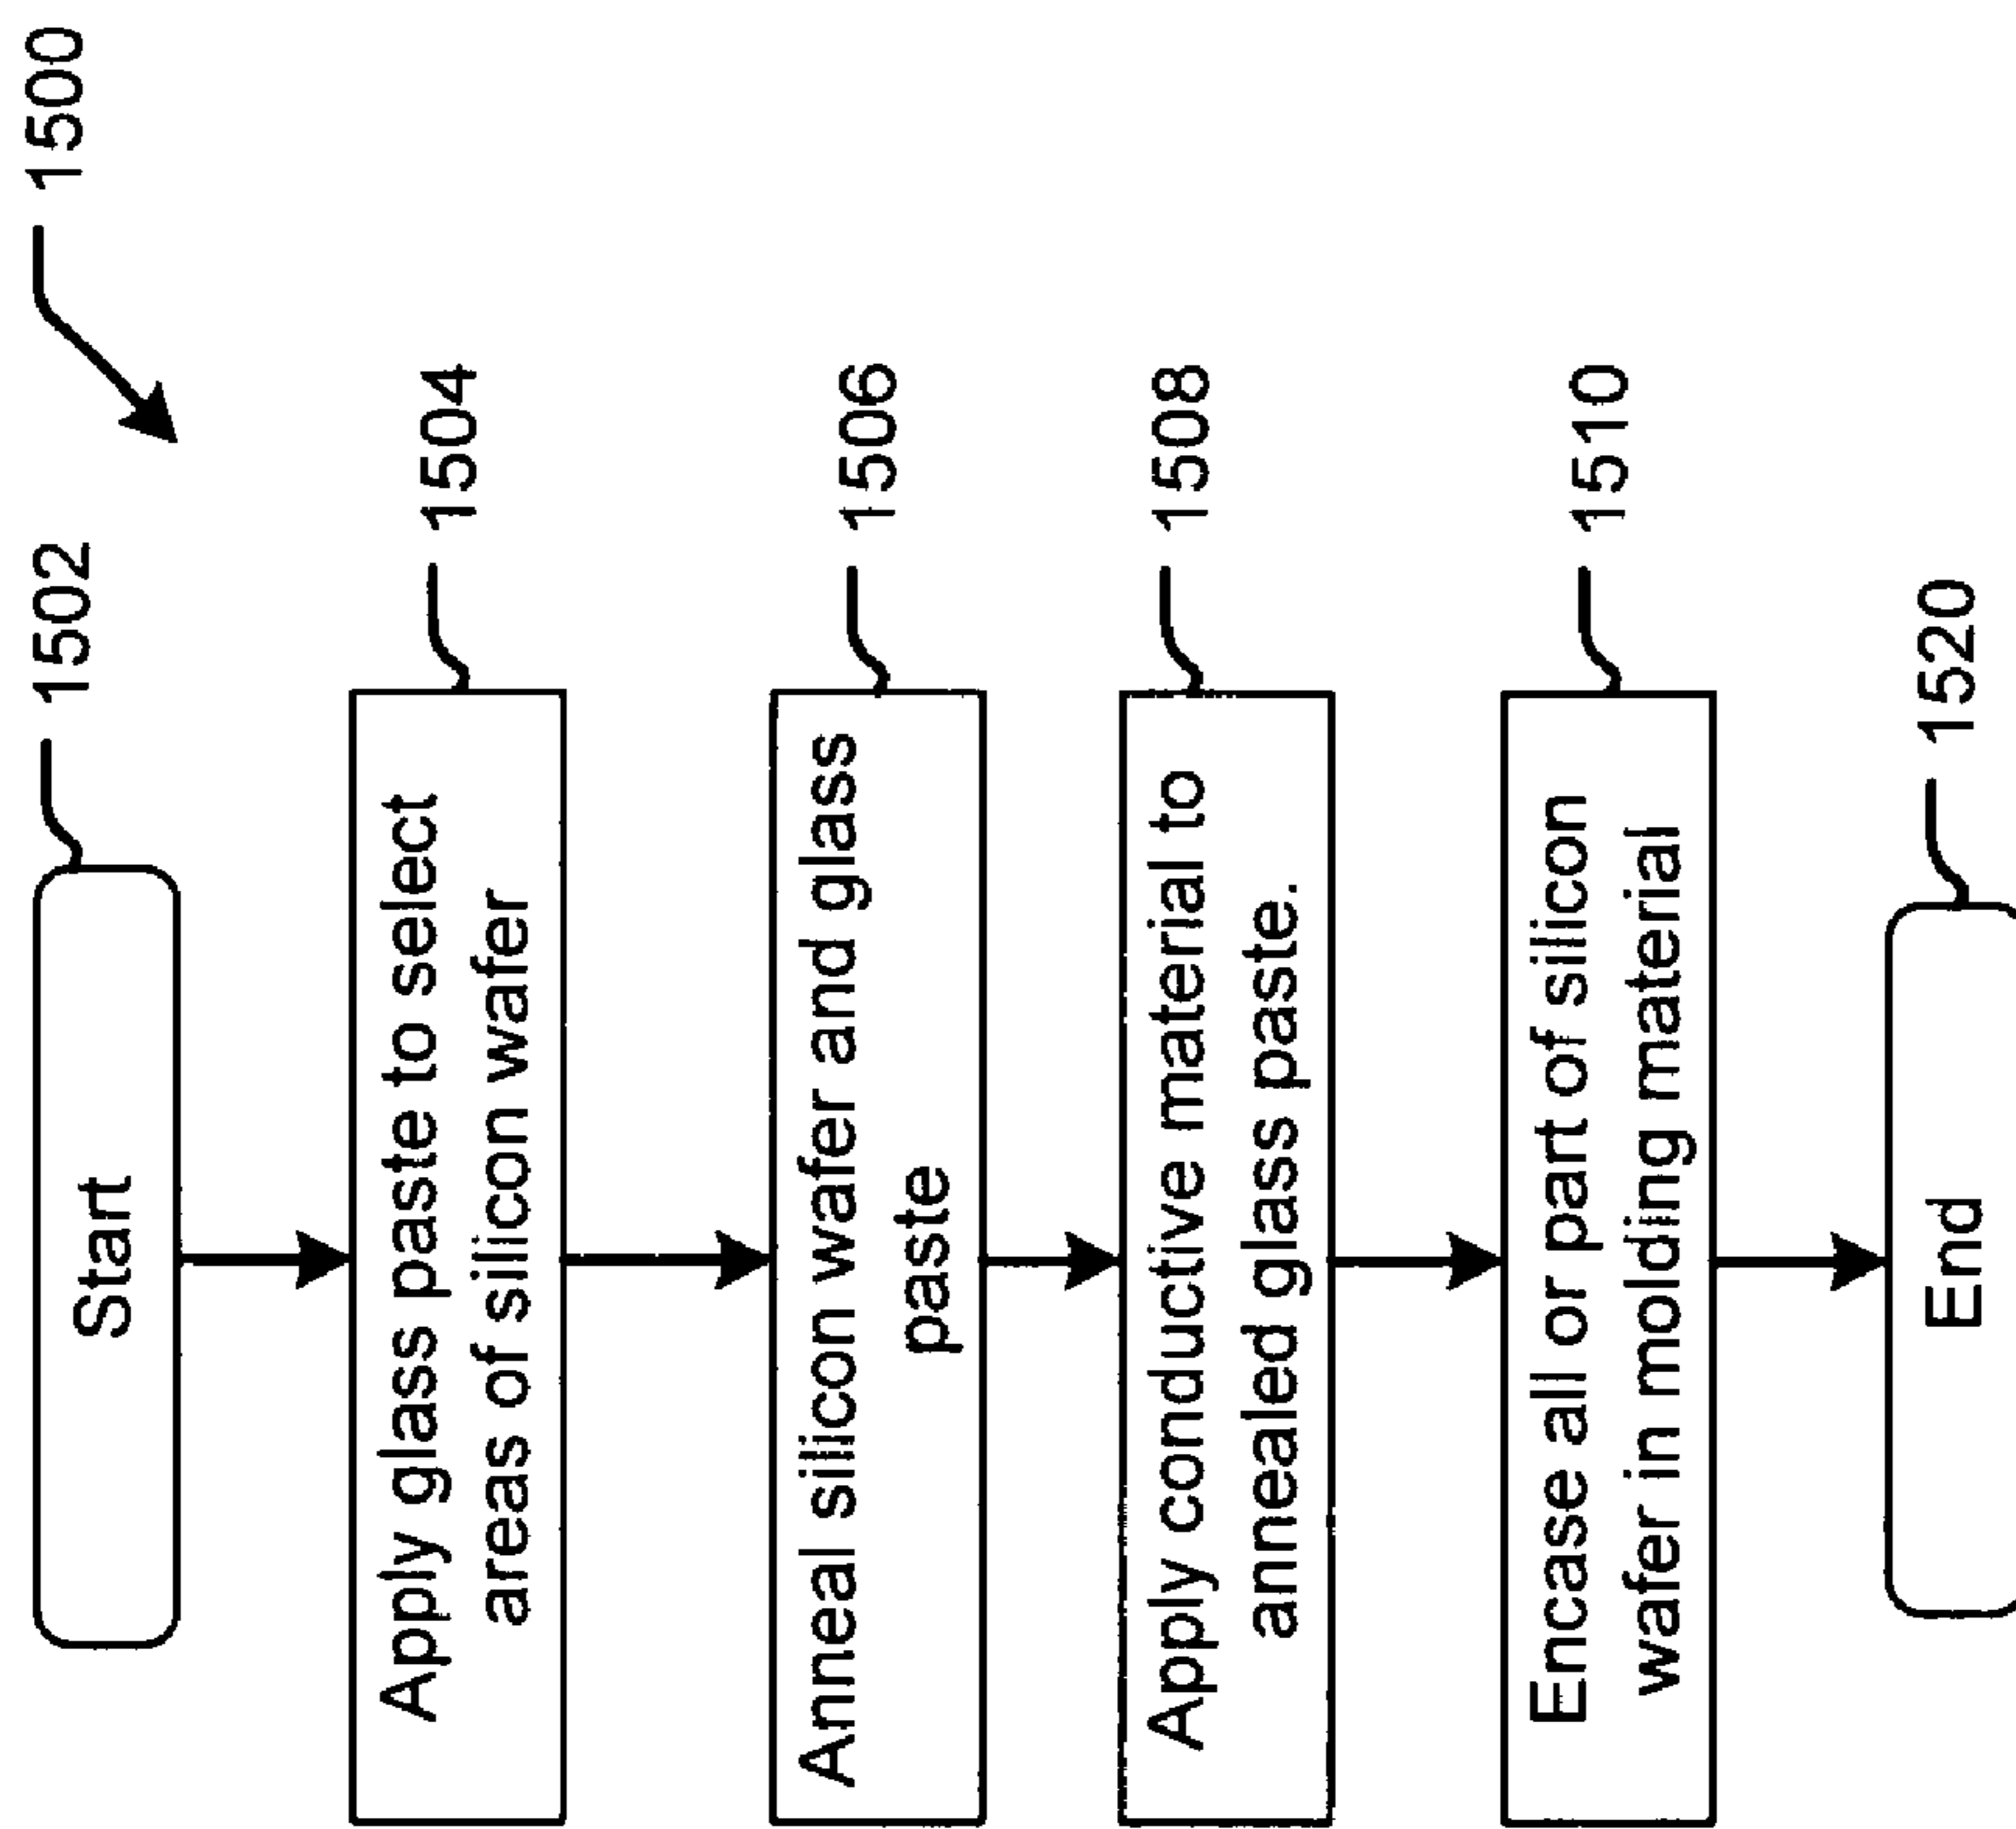 1500
Start
1502
Apply glass paste to select
areas of silicon wafer
1504
Anneal silicon wafer and glass
paste
1506
Apply conductive material to
annealed glass paste.
1508
Encase all or part of silicon
wafer in molding material
1510
End
1520